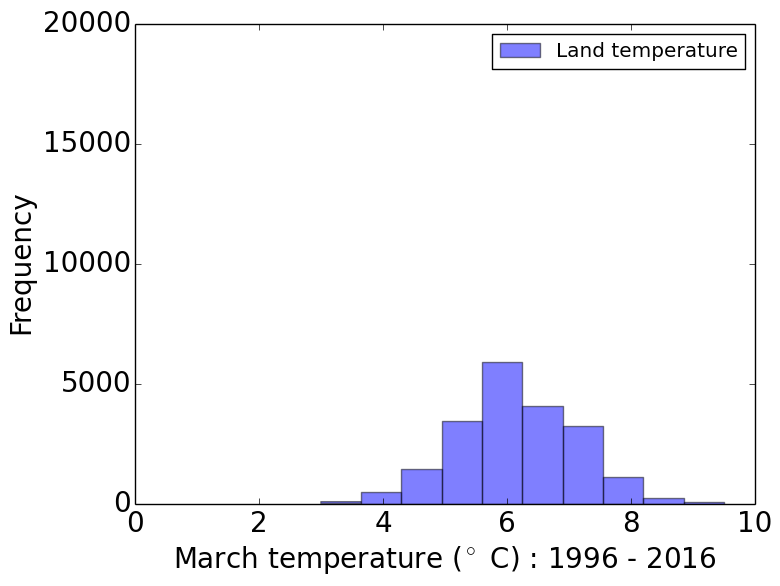 20000
Land temperature
15000
10000
5000
0
Frequency
0 2 4 6 8 10
March temperature (° C) : 1996 - 2016